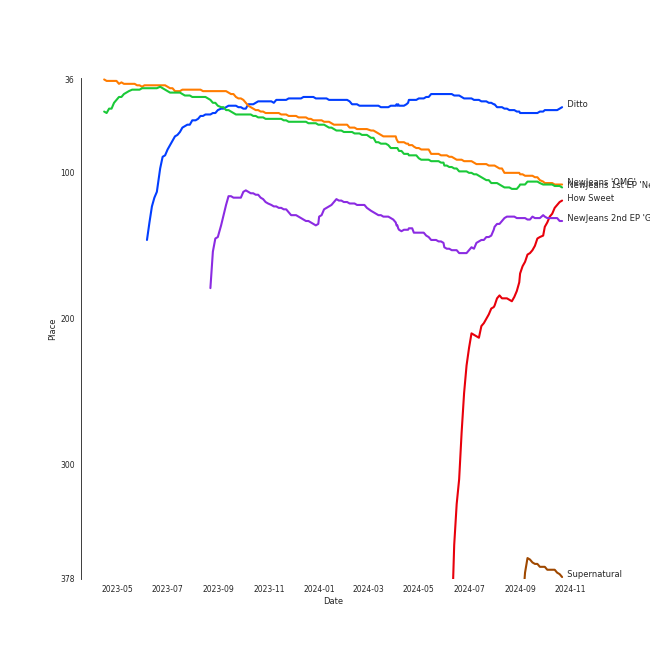 36
100
200
300
378
Place
2023-05 2023-07 2023-09 2023-11 2024-01 2024-03 2024-05 2024-07 2024-09 2024-11
Date
Ditto
NewJeans 'OMG'
NewJeans 1st EP 'Ne
How Sweet
NewJeans 2nd EP 'G
Supernatural